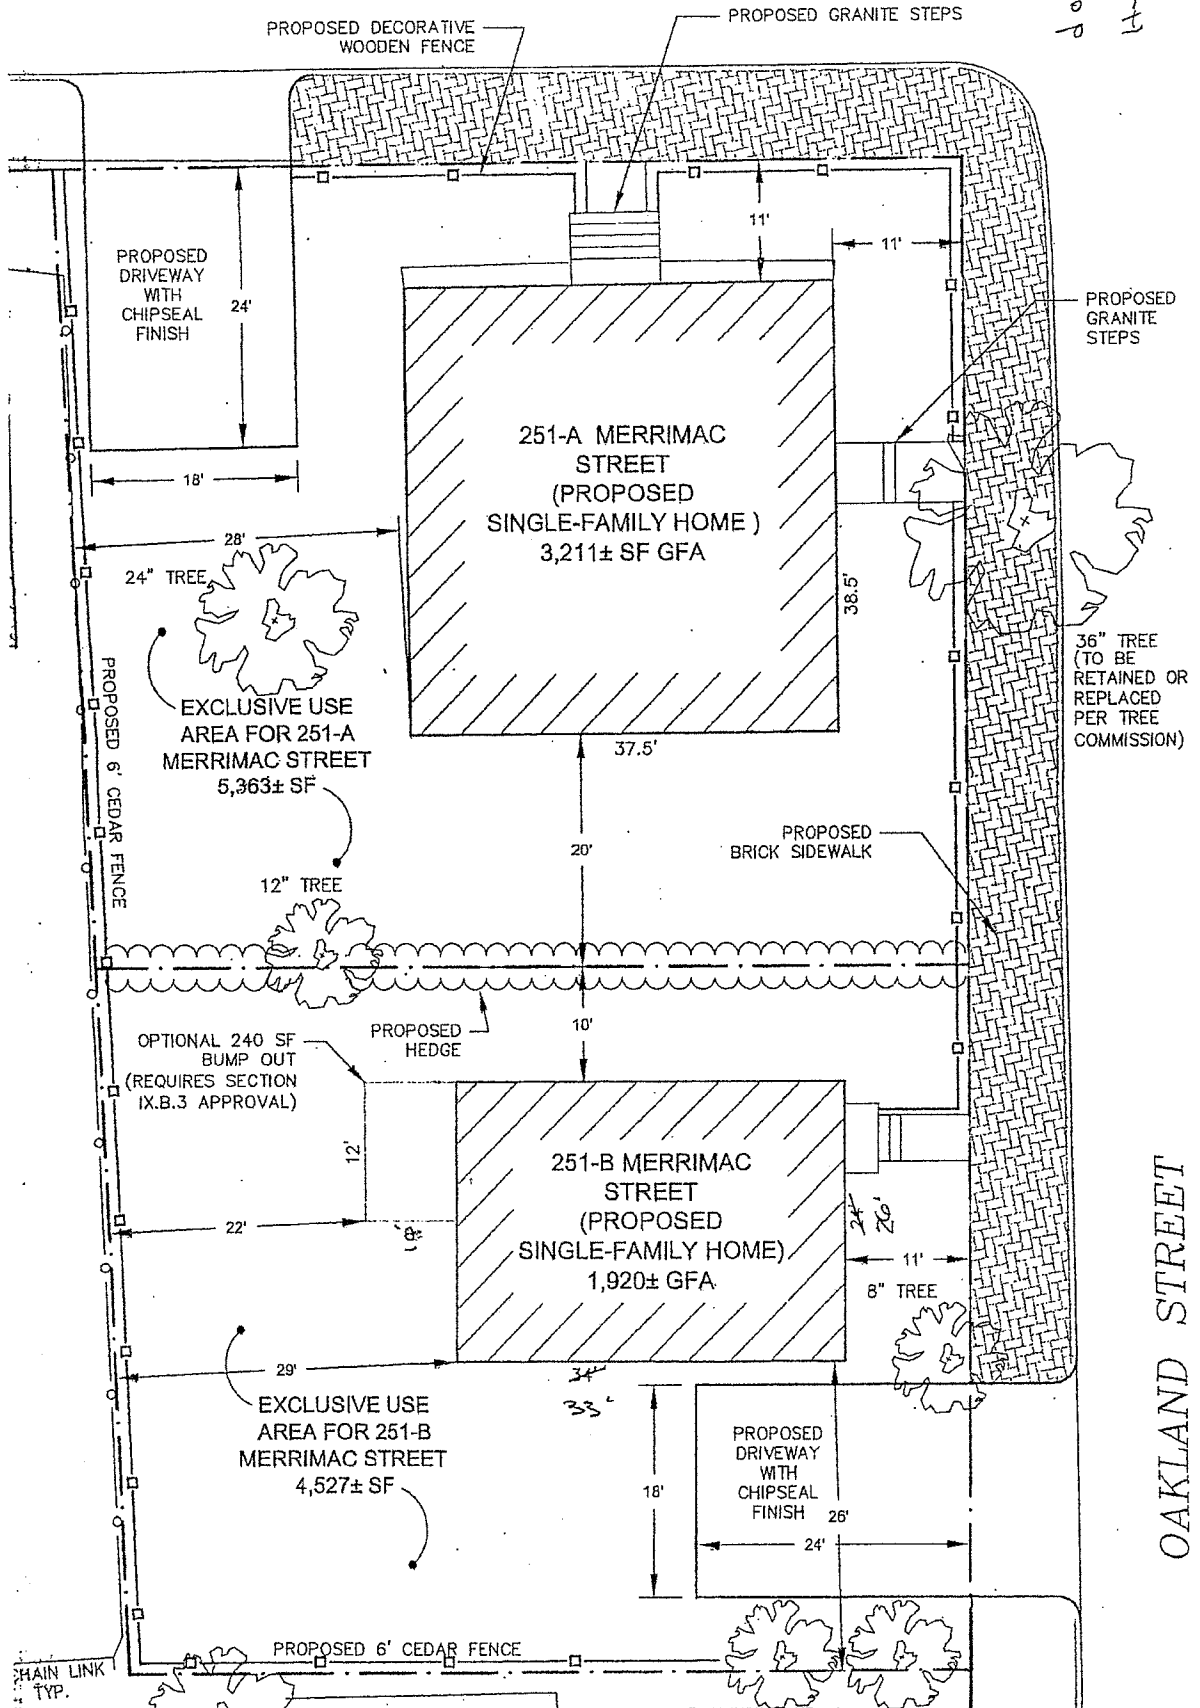 PROPOSED DECORATIVE
WOODEN FENCE
PROPOSED GRANITE STEPS
PROPOSED
DRIVEWAY
WITH
CHIPSEAL
FINISH
24'
11'
11'
PROPOSED
GRANITE
STEPS
18'
28'
251-A MERRIMAC
STREET
(PROPOSED
SINGLE-FAMILY HOME )
3,211± SF GFA
38.5'
24" TREE
36" TREE
(TO BE
RETAINED OR
REPLACED
PER TREE
COMMISSION)
PROPOSED 6' CEDAR FENCE
EXCLUSIVE USE
AREA FOR 251-A
MERRIMAC STREET
5,363± SF
37.5'
20'
PROPOSED
BRICK SIDEWALK
12" TREE
PROPOSED
HEDGE
10'
OPTIONAL 240 SF
BUMP OUT
(REQUIRES SECTION
IX.B.3 APPROVAL)
12'
22'
8'
251-B MERRIMAC
STREET
(PROPOSED
SINGLE-FAMILY HOME)
1,920± GFA
24'
26'
11'
8" TREE
29'
34'
33'
EXCLUSIVE USE
AREA FOR 251-B
MERRIMAC STREET
4,527± SF
18'
PROPOSED
DRIVEWAY
WITH
CHIPSEAL
FINISH
26'
24'
OAKLAND STREET
PROPOSED 6' CEDAR FENCE
HAIN LINK
TYP.